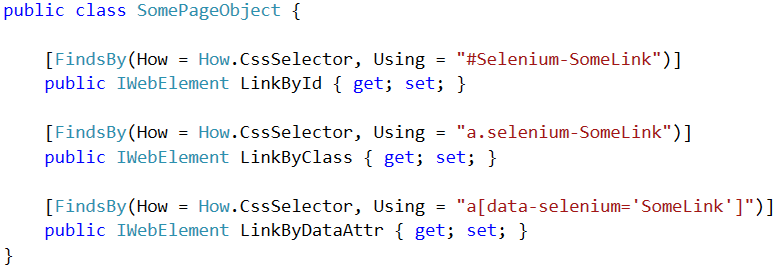 public class SomePageObject {
[FindsBy(How = How.CssSelector, Using = "#Selenium-SomeLink")]
public IWebElement LinkById { get; set; }
[FindsBy(How = How.CssSelector, Using = "a.selenium-SomeLink")]
public IWebElement LinkByClass { get; set; }
[FindsBy(How = How.CssSelector, Using = "a[data-selenium='SomeLink']")]
public IWebElement LinkByDataAttr { get; set; }
}